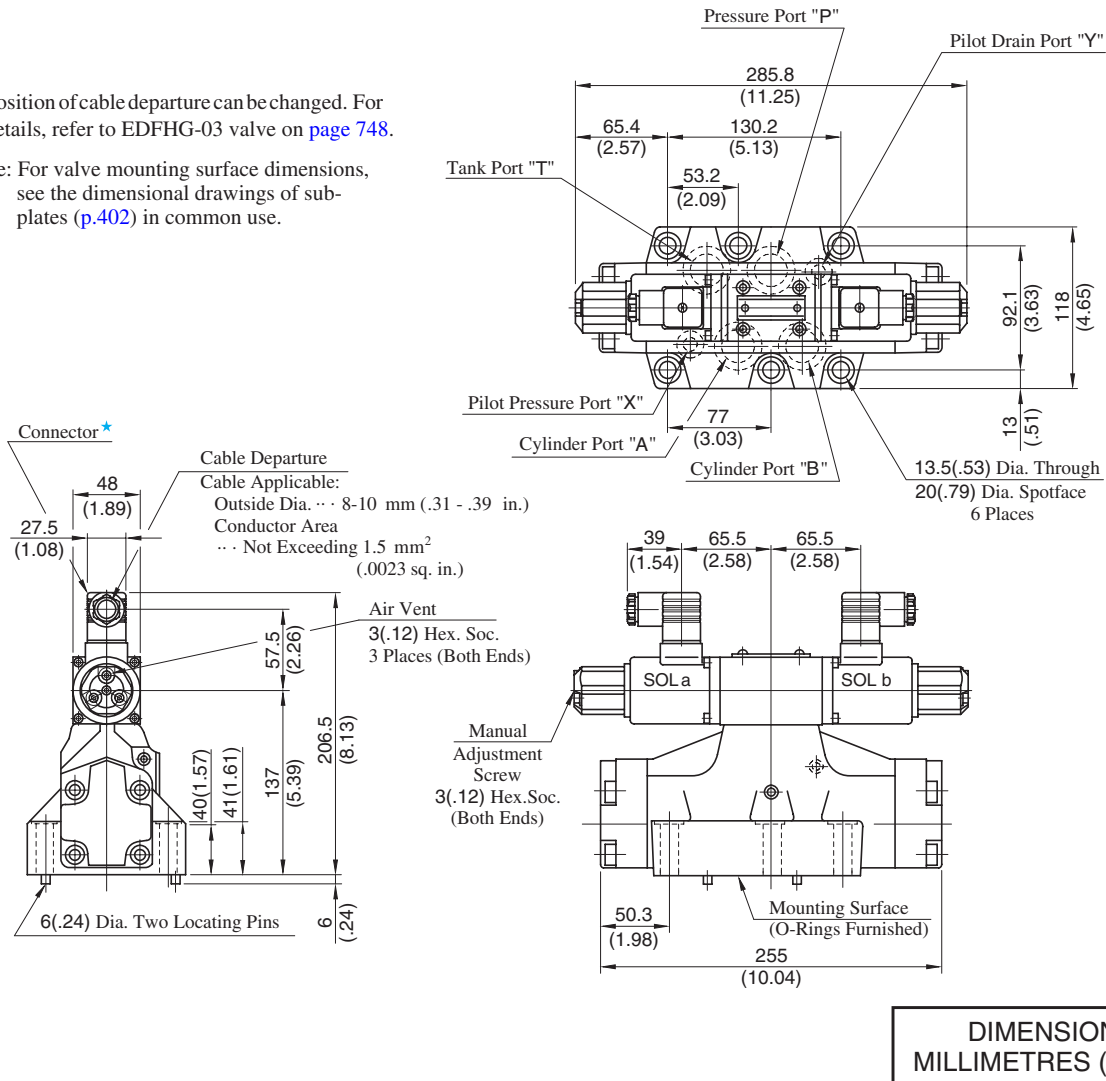 osition of cable departure can be changed. For
etails, refer to EDFHG-03 valve on page 748.
e: For valve mounting surface dimensions,
see the dimensional drawings of sub-
plates (p.402) in common use.
Pressure Port "P"
Pilot Drain Port "Y"
285.8
(11.25)
65.4
(2.57)
130.2
(5.13)
Tank Port "T"
53.2
(2.09)
92.1
(3.63)
118
(4.65)
13
(.51)
Pilot Pressure Port "X"
77
(3.03)
Cylinder Port "A"
Cylinder Port "B"
13.5(.53) Dia. Through
20(.79) Dia. Spotface
6 Places
Connector★
48
(1.89)
27.5
(1.08)
Cable Departure
Cable Applicable:
Outside Dia. ··· 8-10 mm (.31 - .39 in.)
Conductor Area
··· Not Exceeding 1.5 mm²
(.0023 sq. in.)
Air Vent
3(.12) Hex. Soc.
3 Places (Both Ends)
57.5
(2.26)
206.5
(8.13)
137
(5.39)
40(1.57)
41(1.61)
6
(.24)
6(.24) Dia. Two Locating Pins
39
(1.54)
65.5
(2.58)
65.5
(2.58)
SOL a
SOL b
Manual
Adjustment
Screw
3(.12) Hex.Soc.
(Both Ends)
Mounting Surface
(O-Rings Furnished)
50.3
(1.98)
255
(10.04)
DIMENSION
MILLIMETRES (